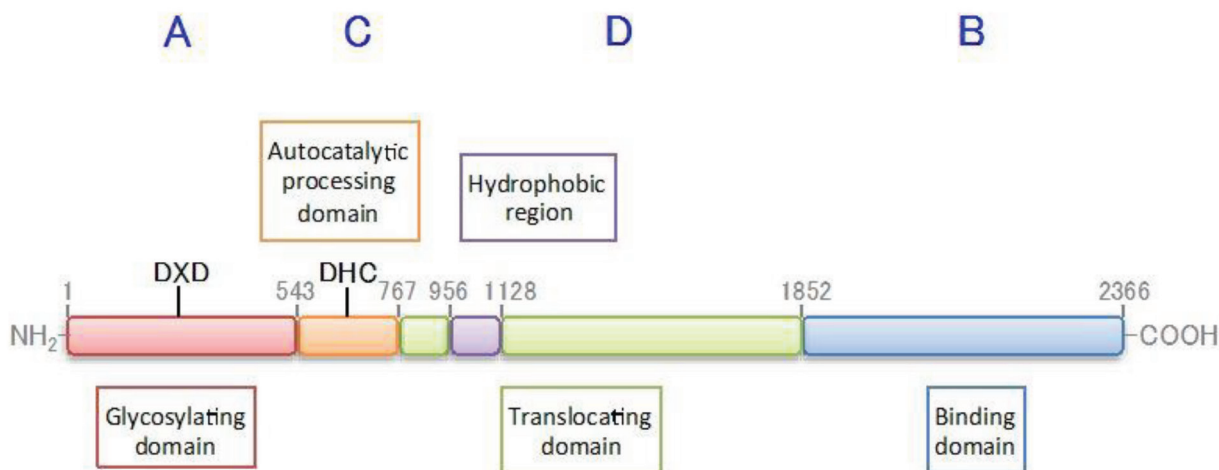 A C D B
Autocatalytic
processing
domain
Hydrophobic
region
DXD DHC
1 543 767 956 1128 1852 2366
NH2 COOH
Glycosylating
domain
Translocating
domain
Binding
domain